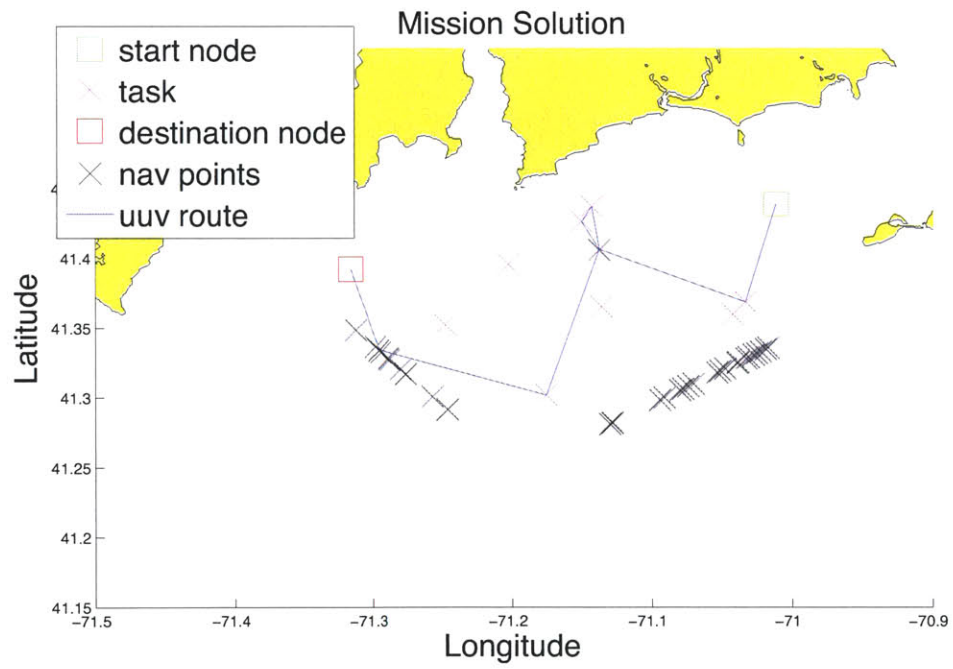 Mission Solution
start node
task
destination node
nav points
uuv route
4
41.4
41.35
41.3
41.25
41.2
41.15
Latitude
−71.5 −71.4 −71.3 −71.2 −71.1 −71 −70.9
Longitude